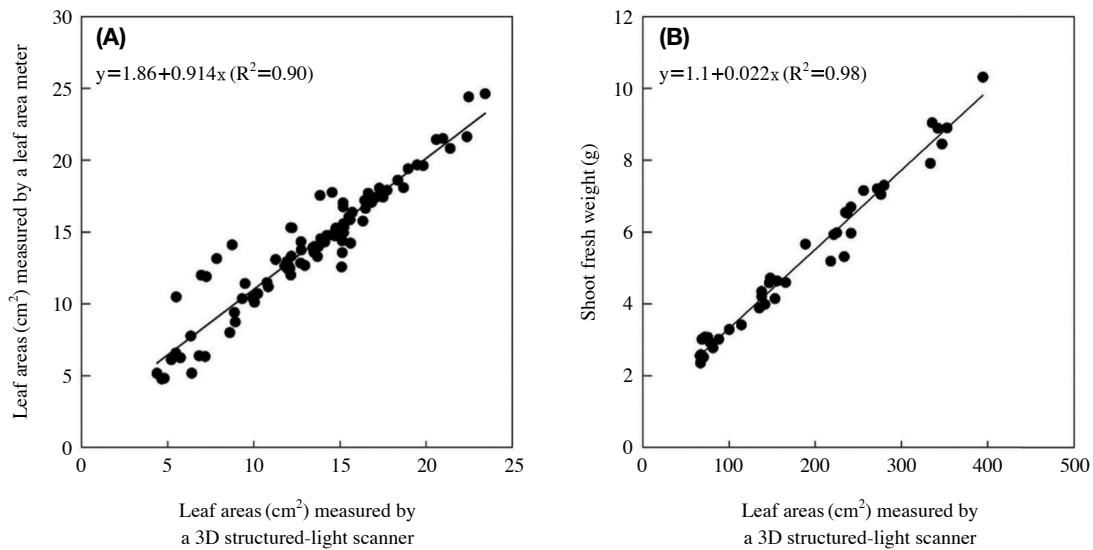 (A)
y=1.86+0.914x (R²=0.90)
Leaf areas (cm²) measured by a leaf area meter
30
25
20
15
10
5
0
0 5 10 15 20 25
Leaf areas (cm²) measured by
a 3D structured-light scanner
(B)
y=1.1+0.022x (R²=0.98)
Shoot fresh weight (g)
12
10
8
6
4
2
0
0 100 200 300 400 500
Leaf areas (cm²) measured by
a 3D structured-light scanner